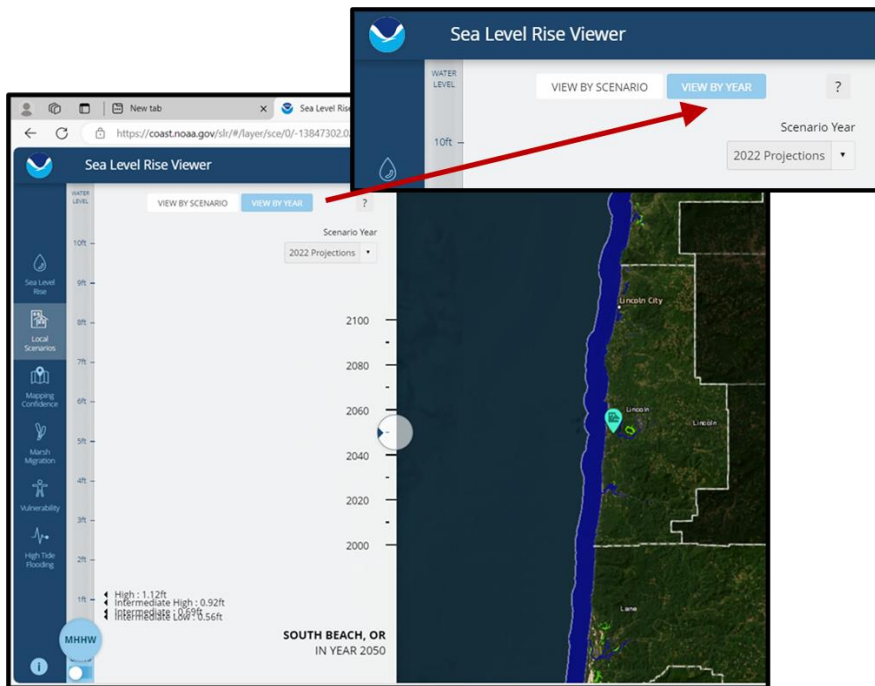 Sea Level Rise Viewer
WATER
LEVEL
VIEW BY SCENARIO
VIEW BY YEAR
?
Scenario Year
10ft
2022 Projections
New tab
Sea Level Ris
https://coast.noaa.gov/slr/#/layer/sce/0/-13847302.0
Sea Level Rise Viewer
WATER
LEVEL
VIEW BY SCENARIO
VIEW BY YEAR
?
Scenario Year
2022 Projections
10ft
9ft
8ft
7ft
6ft
5ft
4ft
3ft
2ft
1ft
Sea Level
Rise
Local
Scenarios
Mapping
Confidence
Marsh
Migration
Vulnerability
High Tide
Flooding
2100
2080
2060
2040
2020
2000
High : 1.12ft
Intermediate High : 0.92ft
Intermediate : 0.69ft
Intermediate Low : 0.56ft
MHHW
SOUTH BEACH, OR
IN YEAR 2050
Lincoln City
Lincoln
Lincoln
Lane